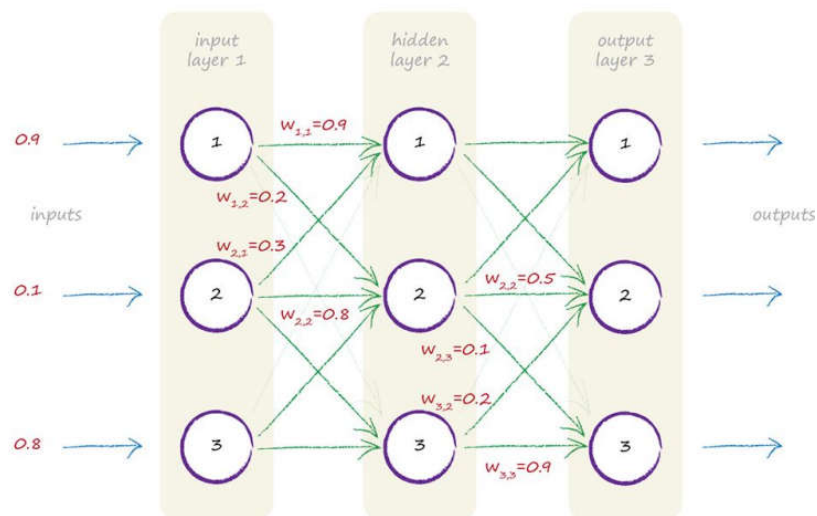 input
layer 1
hidden
layer 2
output
layer 3
0.9
1
w1,1=0.9
1
1
w1,2=0.2
inputs
outputs
w2,1=0.3
0.1
2
2
w2,2=0.5
2
w2,2=0.8
w2,3=0.1
w3,2=0.2
0.8
3
3
3
w3,3=0.9